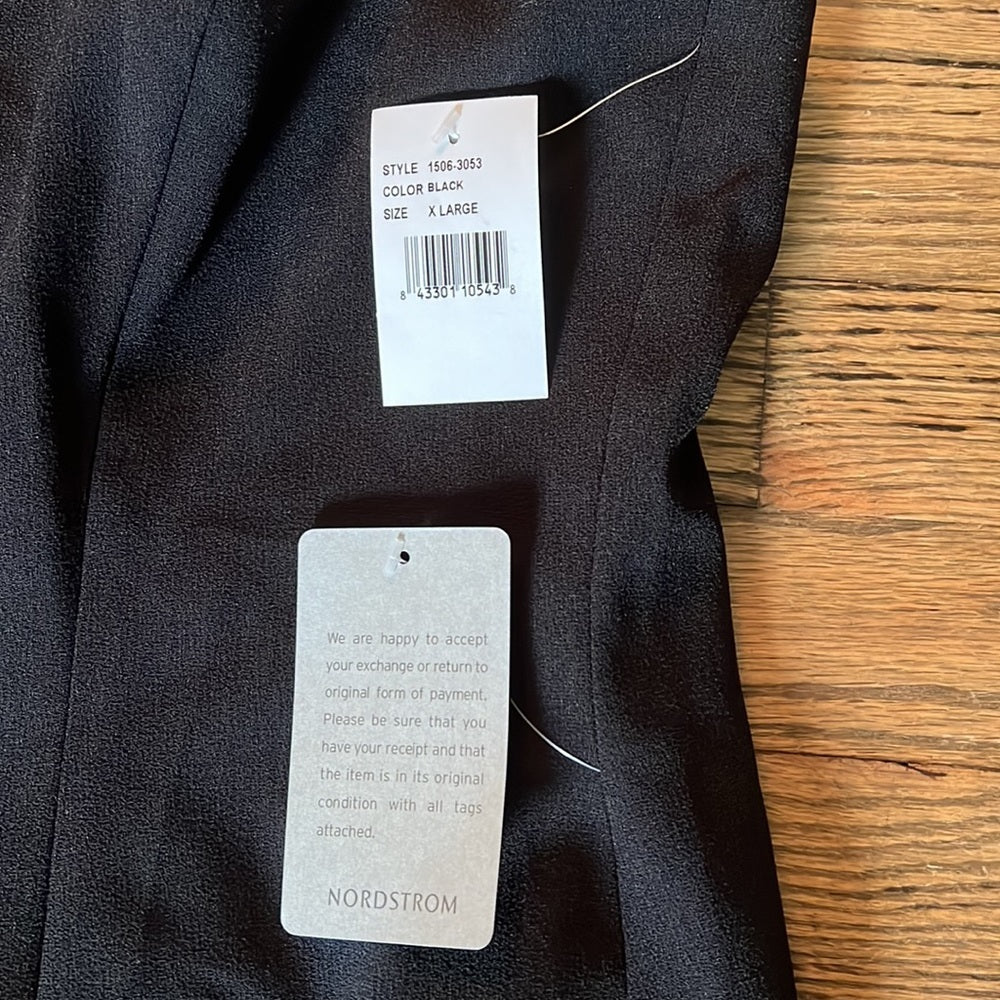 STYLE 1506-3053
COLOR BLACK
SIZE X LARGE
8 43301 10543 8
We are happy to accept
your exchange or return to
original form of payment.
Please be sure that you
have your receipt and that
the item is in its original
condition with all tags
attached.
NORDSTROM